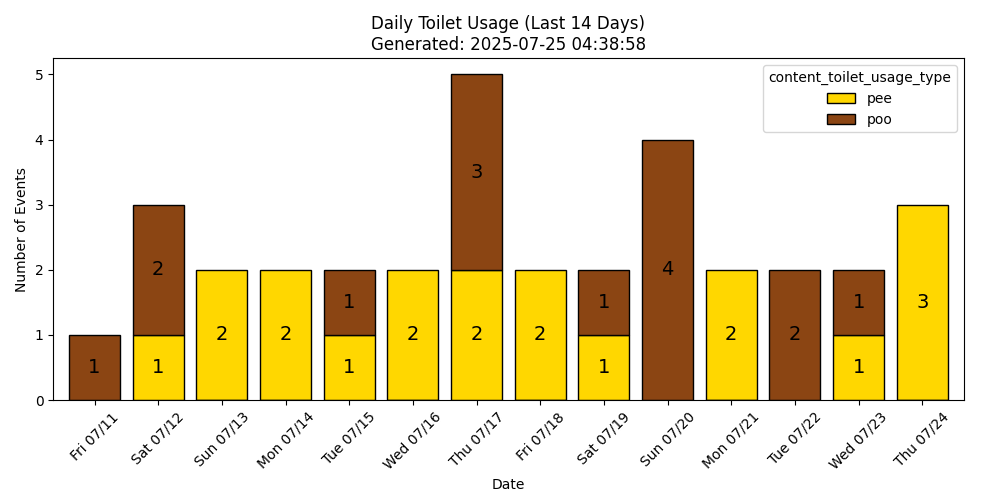 Daily Toilet Usage (Last 14 Days)
Generated: 2025-07-25 04:38:58
content_toilet_usage_type
pee
poo
Number of Events
5
4
3
2
1
0
1
2
1
2
2
1
1
2
3
2
2
1
1
4
2
2
1
1
3
Fri 07/11
Sat 07/12
Sun 07/13
Mon 07/14
Tue 07/15
Wed 07/16
Thu 07/17
Fri 07/18
Sat 07/19
Sun 07/20
Mon 07/21
Tue 07/22
Wed 07/23
Thu 07/24
Date